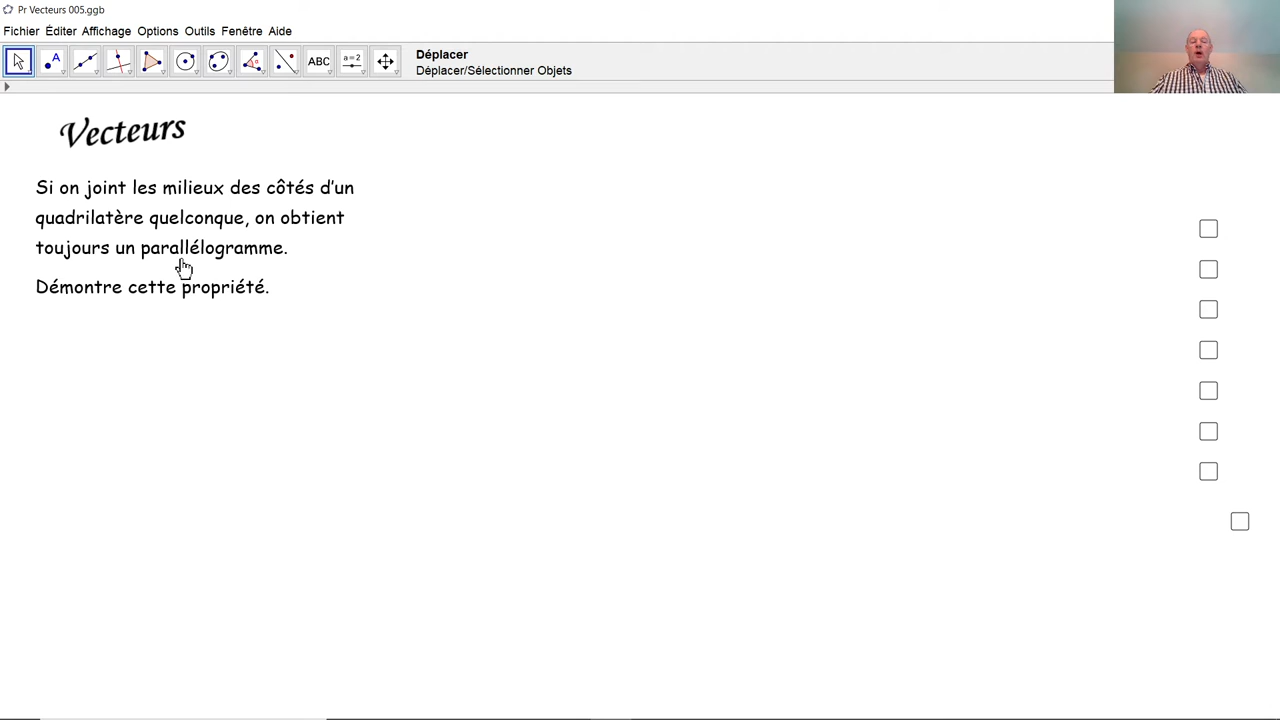 Pr Vecteurs 005.ggb
Fichier Éditer Affichage Options Outils Fenêtre Aide
A
ABC
a=2
Déplacer
Déplacer/Sélectionner Objets
Vecteurs
Si on joint les milieux des côtés d'un
quadrilatère quelconque, on obtient
toujours un parallélogramme.
Démontre cette propriété.